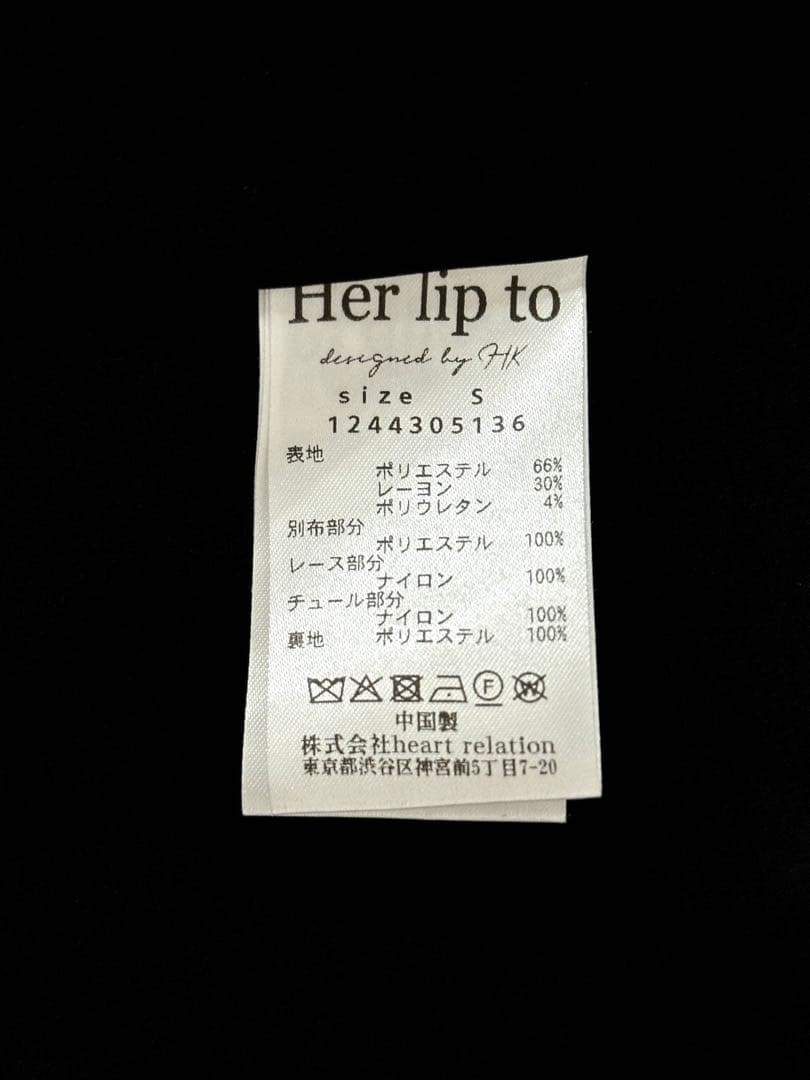 Her lip to
designed by HK
size S
1244305136
表地
ポリエステル 66%
レーヨン 30%
ポリウレタン 4%
別布部分
ポリエステル 100%
レース部分
ナイロン 100%
チュール部分
ナイロン 100%
裏地 ポリエステル 100%
F W
中国製
株式会社heart relation
東京都渋谷区神宮前5丁目7-20